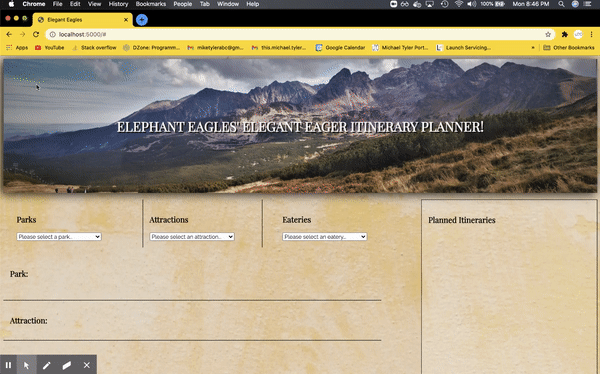 Chrome File Edit View History Bookmarks People Tab Window Help 100% Mon 8:46 PM
Elegant Eagles
localhost:5000/#
Apps YouTube Stack overflow DZone: Programm... miketylerabc@gm... this.michael.tyler... Google Calendar Michael Tyler Port... Launch Servicing... Other Bookmarks
ELEPHANT EAGLES' ELEGANT EAGER ITINERARY PLANNER!
Parks Attractions Eateries Planned Itineraries
Please select a park.. Please select an attraction... Please select an eatery...
Park:
Attraction: